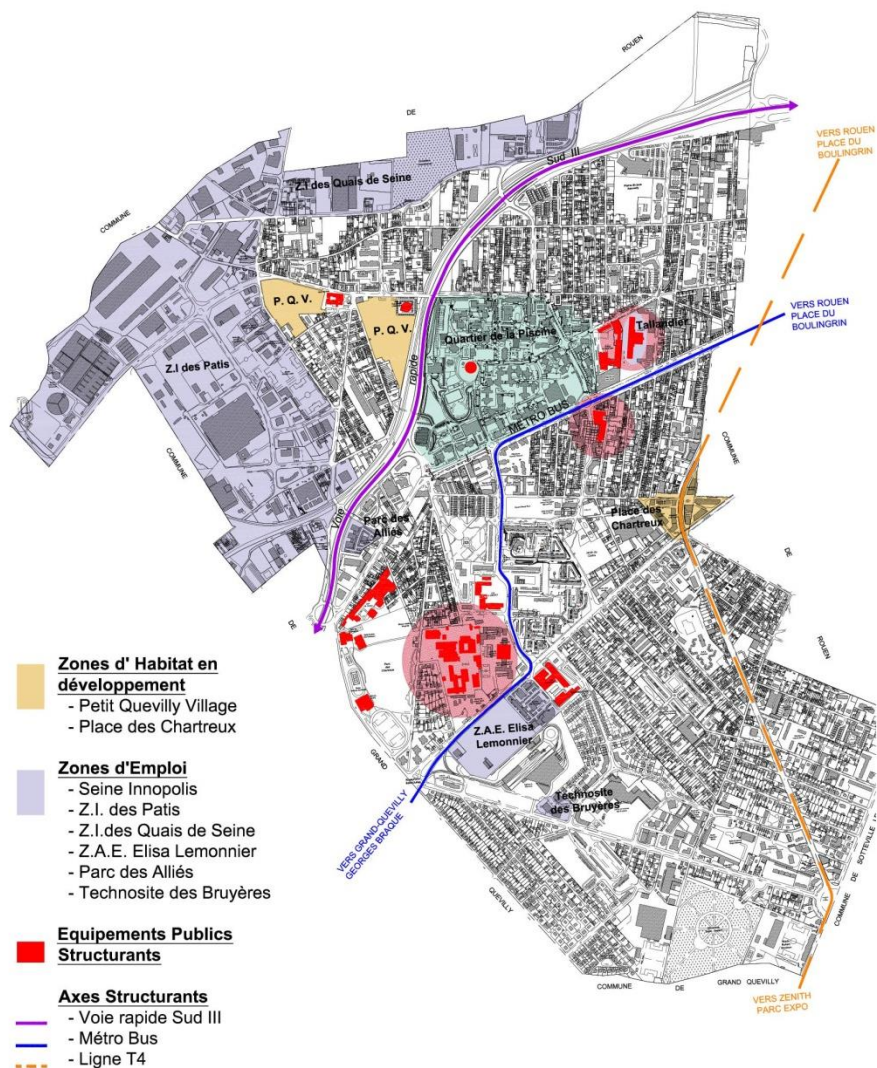 ROUEN
DE
Sud III
VERS ROUEN
PLACE DU
BOULINGRIN
Z.I des Quais de Seine
COMMUNE
P. Q. V.
P. Q. V.
Tallandier
VERS ROUEN
PLACE DU
BOULINGRIN
Quartier de la Piscine
Z.I des Patis
rapide
METRO BUS
COMMUNE
COMMUNE
Voie
Parc des
Alliés
Place des
Chartreux
DE
DE
ROUEN
GRAND
Z.A.E. Elisa
Lemonnier
Technosite
des Bruyères
VERS GRAND-QUEVILLY
GEORGES BRAQUE
QUEVILLY
COMMUNE DE SOTTEVILLE LE
COMMUNE DE GRAND QUEVILLY
VERS ZENITH
PARC EXPO
Zones d' Habitat en
développement
- Petit Quevilly Village
- Place des Chartreux
Zones d'Emploi
- Seine Innopolis
- Z.I. des Patis
- Z.I.des Quais de Seine
- Z.A.E. Elisa Lemonnier
- Parc des Alliés
- Technosite des Bruyères
Equipements Publics
Structurants
Axes Structurants
- Voie rapide Sud III
- Métro Bus
- Ligne T4